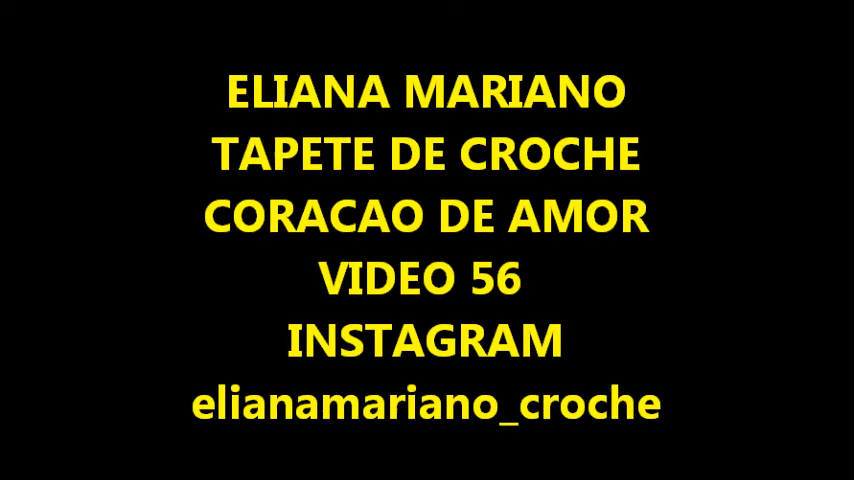 ELIANA MARIANO
TAPETE DE CROCHE
CORACAO DE AMOR
VIDEO 56
INSTAGRAM
elianamariano_croche